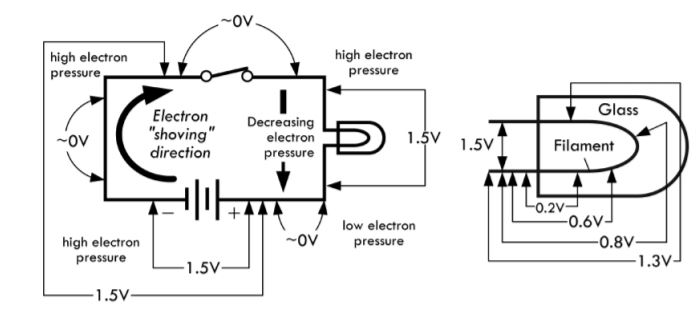 ~0V
high electron
pressure
high electron
pressure
Electron
"shoving"
direction
Decreasing
electron
pressure
~0V
1.5V
−
+
high electron
pressure
~0V
low electron
pressure
1.5V
1.5V
Glass
1.5V
Filament
0.2V
0.6V
0.8V
1.3V